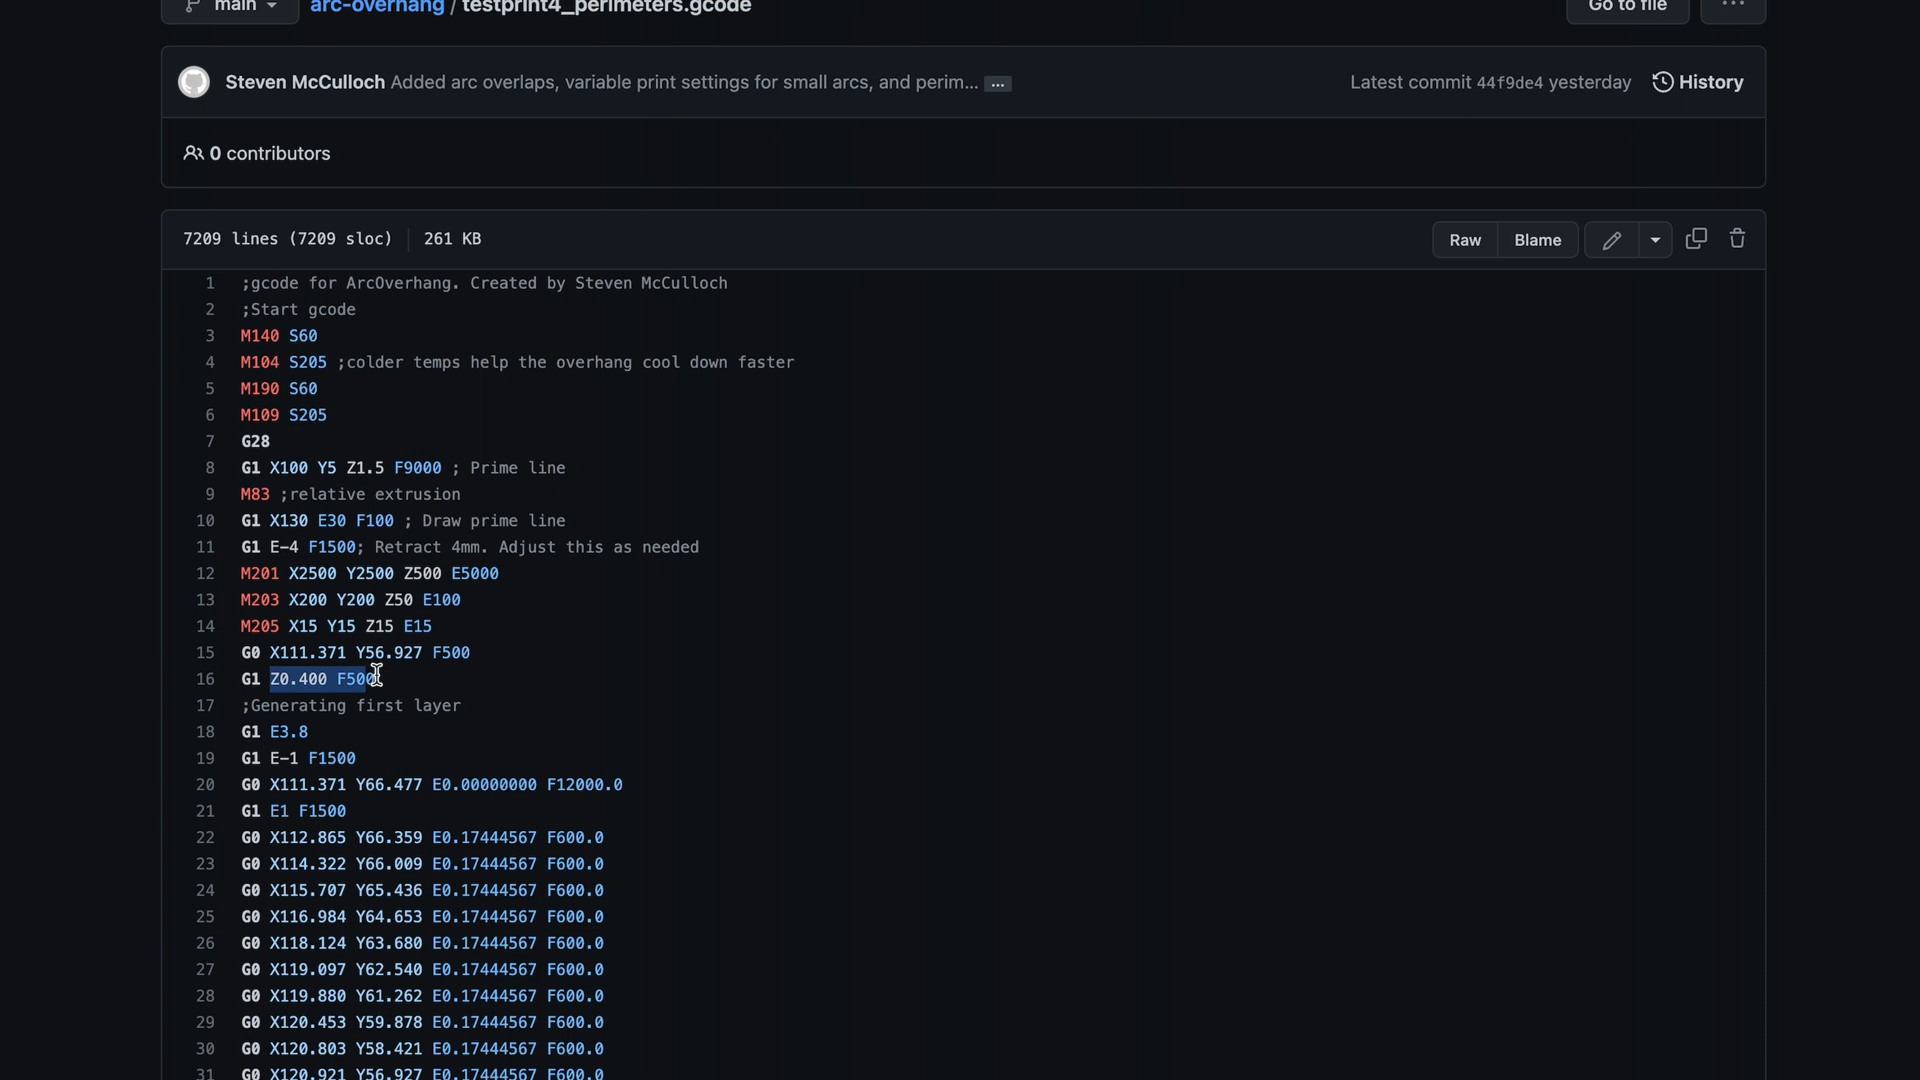 main arc-overhang / testprint4_perimeters.gcode Go to file ...
Steven McCulloch Added arc overlaps, variable print settings for small arcs, and perim... ... Latest commit 44f9de4 yesterday History
0 contributors
7209 lines (7209 sloc) 261 KB Raw Blame
1 ;gcode for ArcOverhang. Created by Steven McCulloch
2 ;Start gcode
3 M140 S60
4 M104 S205 ;colder temps help the overhang cool down faster
5 M190 S60
6 M109 S205
7 G28
8 G1 X100 Y5 Z1.5 F9000 ; Prime line
9 M83 ;relative extrusion
10 G1 X130 E30 F100 ; Draw prime line
11 G1 E-4 F1500; Retract 4mm. Adjust this as needed
12 M201 X2500 Y2500 Z500 E5000
13 M203 X200 Y200 Z50 E100
14 M205 X15 Y15 Z15 E15
15 G0 X111.371 Y56.927 F500
16 G1 Z0.400 F500
17 ;Generating first layer
18 G1 E3.8
19 G1 E-1 F1500
20 G0 X111.371 Y66.477 E0.00000000 F12000.0
21 G1 E1 F1500
22 G0 X112.865 Y66.359 E0.17444567 F600.0
23 G0 X114.322 Y66.009 E0.17444567 F600.0
24 G0 X115.707 Y65.436 E0.17444567 F600.0
25 G0 X116.984 Y64.653 E0.17444567 F600.0
26 G0 X118.124 Y63.680 E0.17444567 F600.0
27 G0 X119.097 Y62.540 E0.17444567 F600.0
28 G0 X119.880 Y61.262 E0.17444567 F600.0
29 G0 X120.453 Y59.878 E0.17444567 F600.0
30 G0 X120.803 Y58.421 E0.17444567 F600.0
31 G0 X120.921 Y56.927 E0.17444567 F600.0